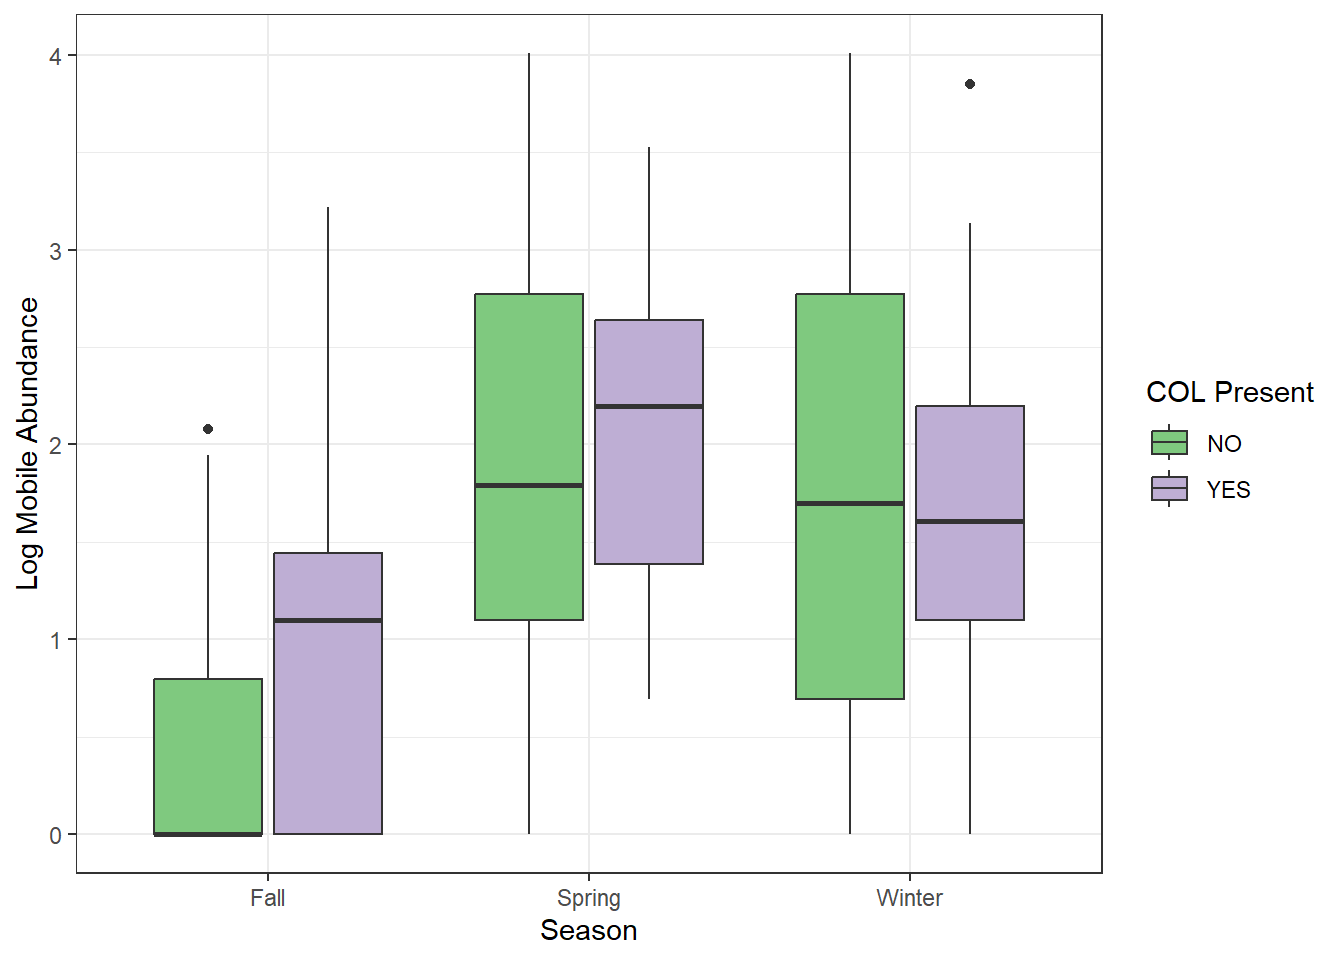 4
3
2
1
0
Log Mobile Abundance
Fall
Spring
Winter
Season
COL Present
NO
YES